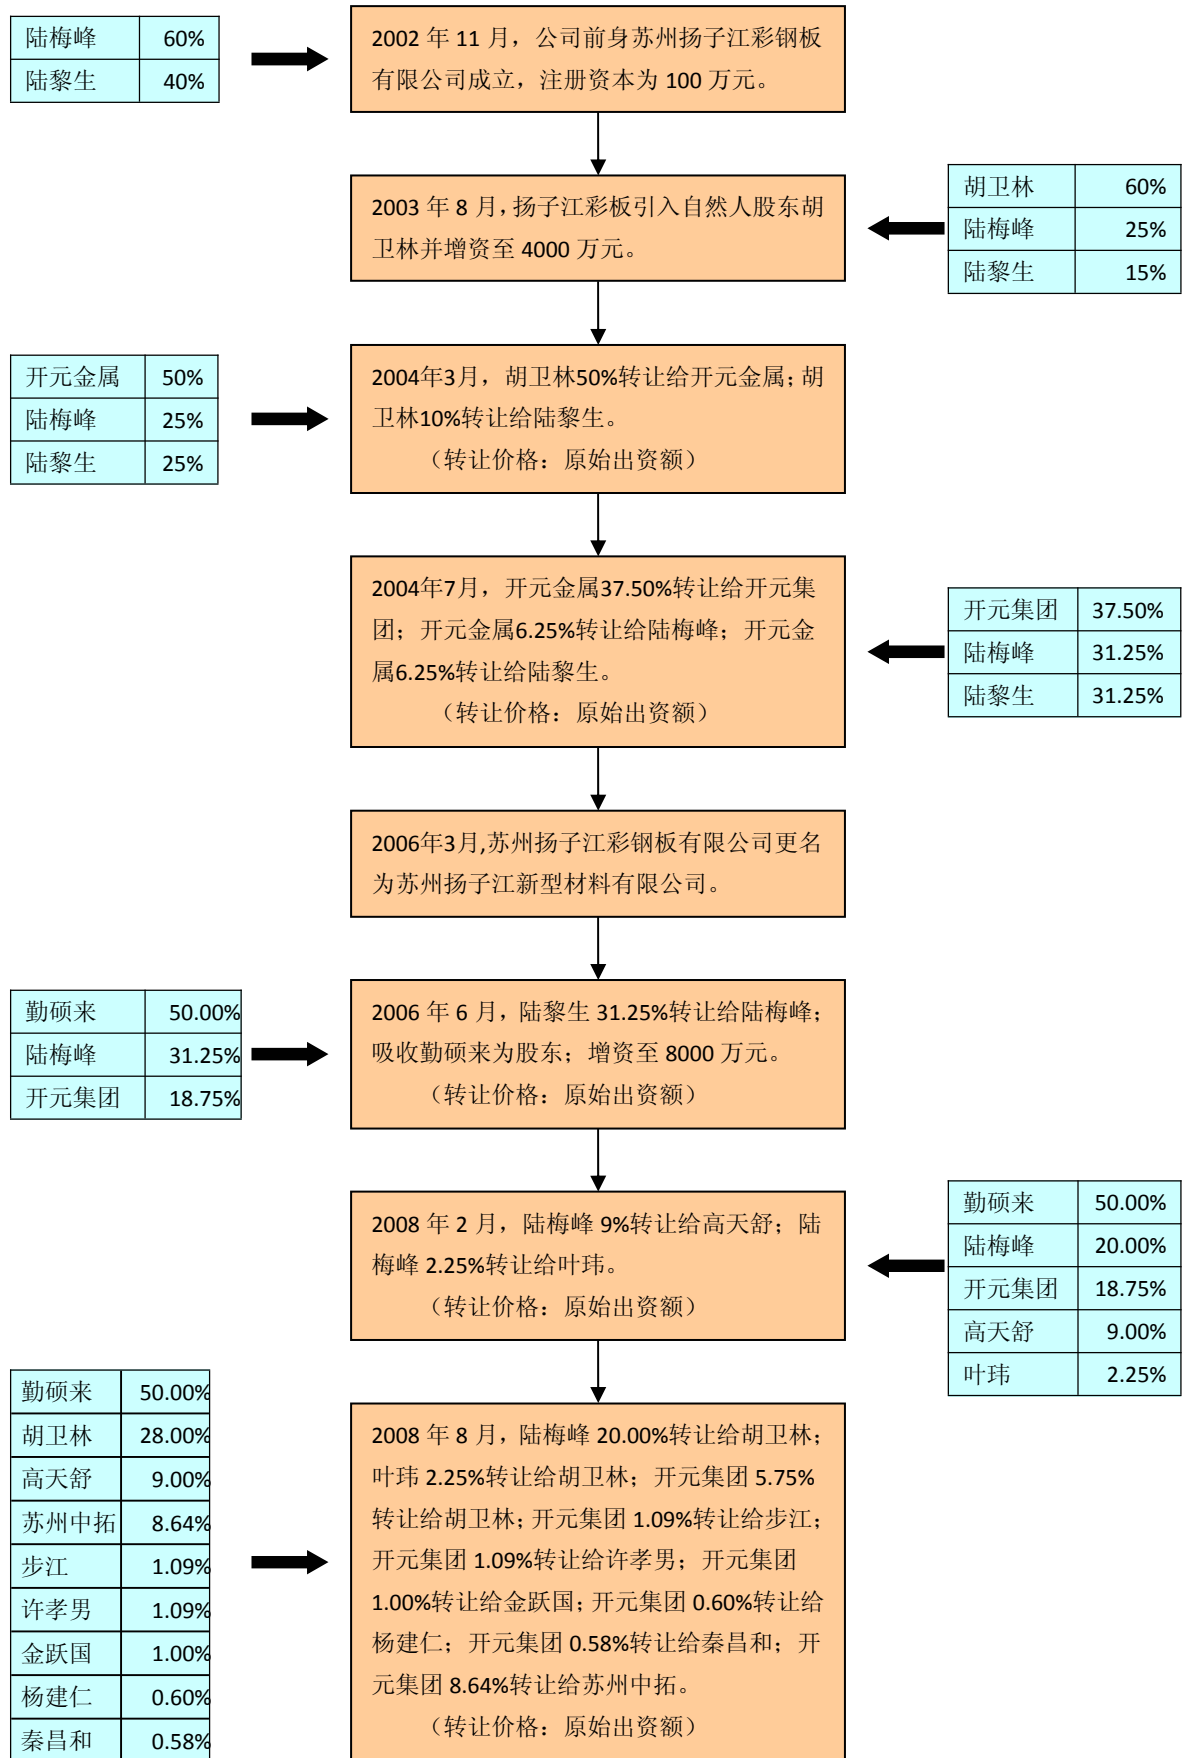 陆梅峰 60%
陆黎生 40%
2002 年 11 月，公司前身苏州扬子江彩钢板
有限公司成立，注册资本为 100 万元。
2003 年 8 月，扬子江彩板引入自然人股东胡
卫林并增资至 4000 万元。
胡卫林 60%
陆梅峰 25%
陆黎生 15%
开元金属 50%
陆梅峰 25%
陆黎生 25%
2004年3月，胡卫林50%转让给开元金属；胡
卫林10%转让给陆黎生。
（转让价格：原始出资额）
2004年7月，开元金属37.50%转让给开元集
团；开元金属6.25%转让给陆梅峰；开元金
属6.25%转让给陆黎生。
（转让价格：原始出资额）
开元集团 37.50%
陆梅峰 31.25%
陆黎生 31.25%
2006年3月,苏州扬子江彩钢板有限公司更名
为苏州扬子江新型材料有限公司。
勤硕来 50.00%
陆梅峰 31.25%
开元集团 18.75%
2006 年 6 月，陆黎生 31.25%转让给陆梅峰；
吸收勤硕来为股东；增资至 8000 万元。
（转让价格：原始出资额）
2008 年 2 月，陆梅峰 9%转让给高天舒；陆
梅峰 2.25%转让给叶玮。
（转让价格：原始出资额）
勤硕来 50.00%
陆梅峰 20.00%
开元集团 18.75%
高天舒 9.00%
叶玮 2.25%
勤硕来 50.00%
胡卫林 28.00%
高天舒 9.00%
苏州中拓 8.64%
步江 1.09%
许孝男 1.09%
金跃国 1.00%
杨建仁 0.60%
秦昌和 0.58%
2008 年 8 月，陆梅峰 20.00%转让给胡卫林；
叶玮 2.25%转让给胡卫林；开元集团 5.75%
转让给胡卫林；开元集团 1.09%转让给步江；
开元集团 1.09%转让给许孝男；开元集团
1.00%转让给金跃国；开元集团 0.60%转让给
杨建仁；开元集团 0.58%转让给秦昌和；开
元集团 8.64%转让给苏州中拓。
（转让价格：原始出资额）